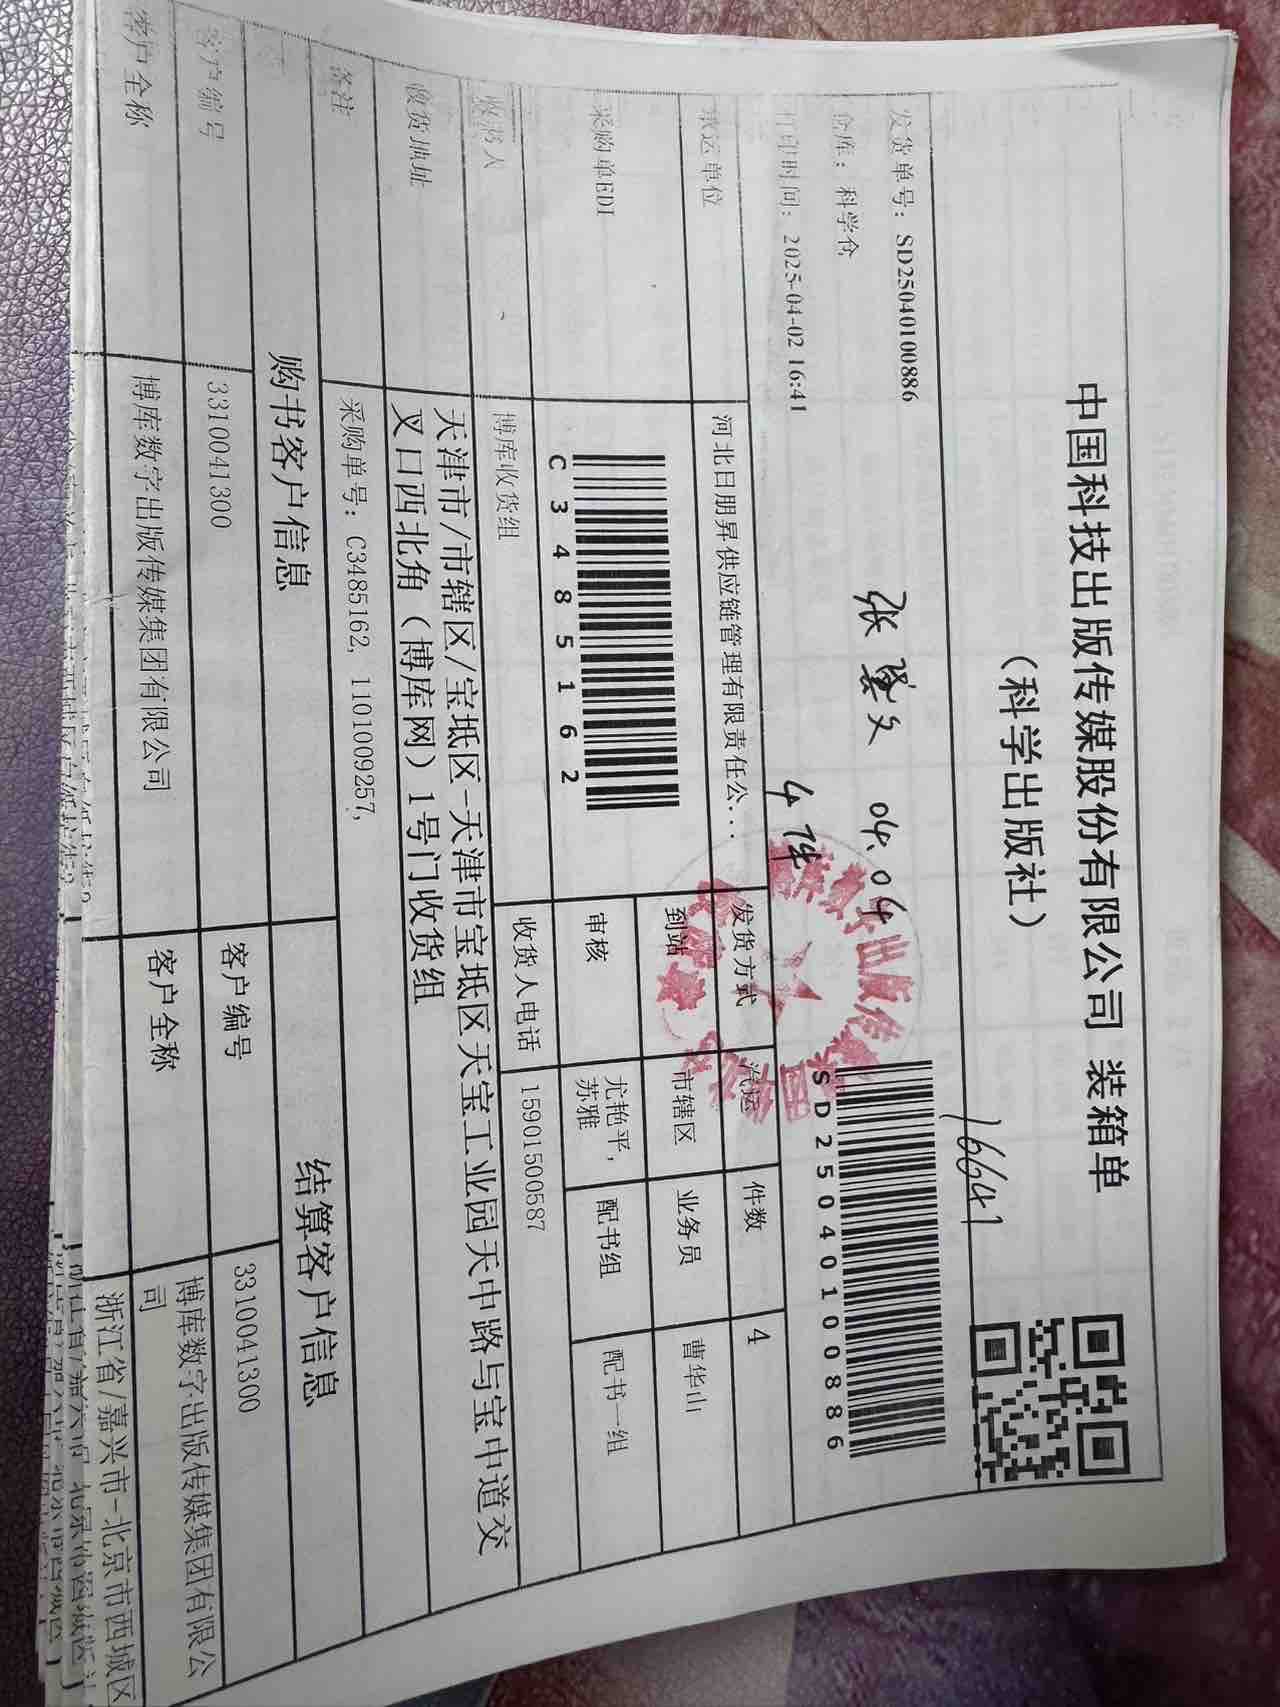 中国科技出版传媒股份有限公司 装箱单
（科学出版社）
16641
发货单号：SD25040100886
张 文 04.04
SD25040100886
仓库：科学仓
打印时间：2025-04-02 16:41
4件
承运单位 河北日朋昇供应链管理有限责任公... 发货方式 汽运 件数 4
采购单EDI C3485162 到站 市辖区 业务员 曹华山
审核 尤艳平,苏雅 配书组 配书一组
收书人 博库收货组 收货人电话 15901500587
收货地址 天津市/市辖区/宝坻区-天津市宝坻区天宝工业园天中路与宝中道交
叉口西北角（博库网）1号门收货组
备注 采购单号：C3485162, 1101009257,
购书客户信息 结算客户信息
客户编号 3310041300 客户编号 3310041300
客户全称 博库数字出版传媒集团有限公司 客户全称 博库数字出版传媒集团有限公
司
浙江省/嘉兴市-北京市西城区